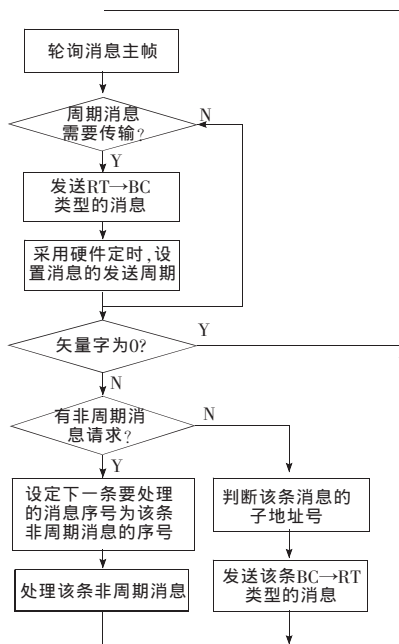 轮询消息主帧
周期消息
需要传输?
N
Y
发送RT→BC
类型的消息
采用硬件定时,设
置消息的发送周期
矢量字为0?
Y
N
有非周期消
息请求?
N
Y
设定下一条要处理
的消息序号为该条
非周期消息的序号
判断该条消息的
子地址号
处理该条非周期消息
发送该条BC→RT
类型的消息